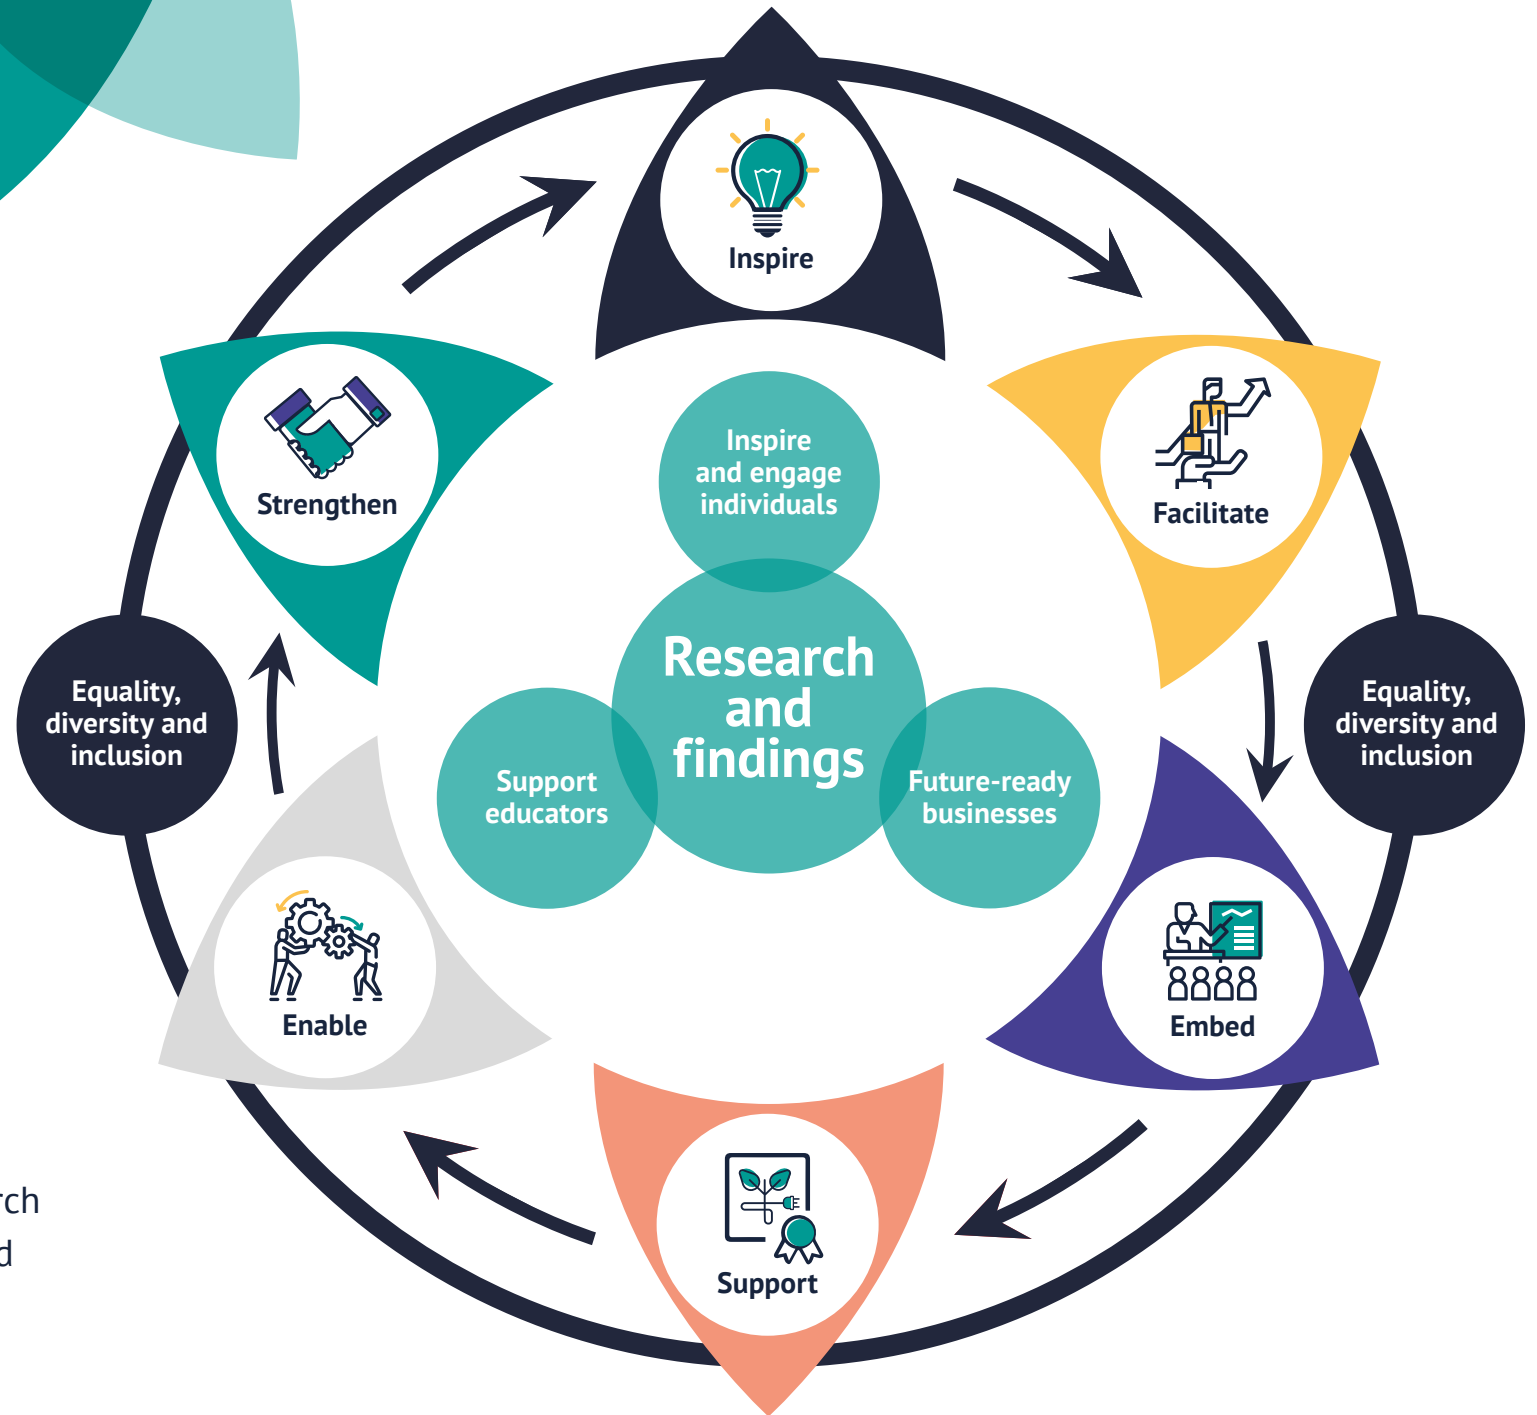 Inspire
Strengthen
Facilitate
Inspire
and engage
individuals
Research
and
findings
Equality,
diversity and
inclusion
Equality,
diversity and
inclusion
Support
educators
Future-ready
businesses
Enable
Embed
Support
rch
d